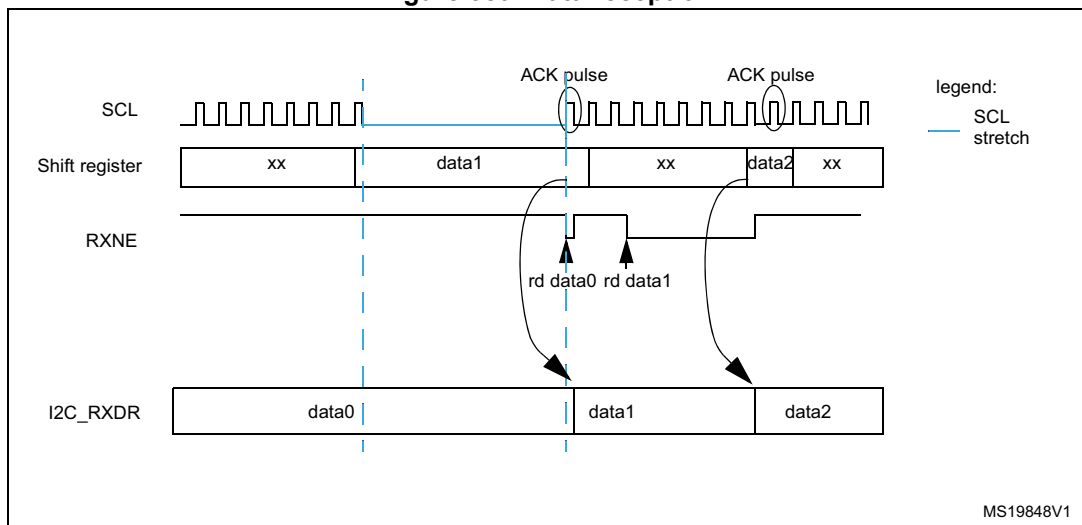 ACK pulse
ACK pulse
legend:
SCL
SCL
stretch
Shift register
xx
data1
xx
data2
xx
RXNE
rd data0
rd data1
I2C_RXDR
data0
data1
data2
MS19848V1